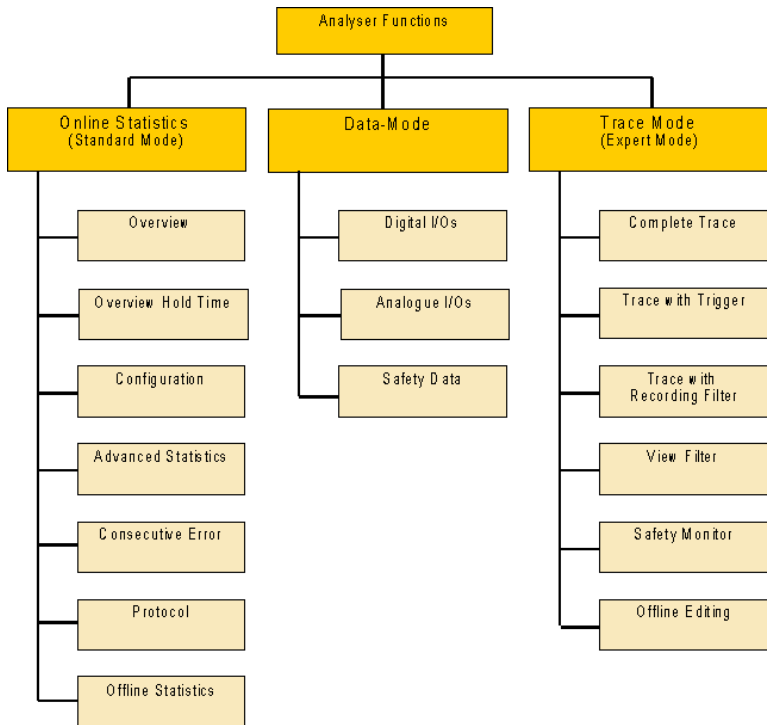 Analyser Functions
Online Statistics
(Standard Mode)
Data-Mode
Trace Mode
(Expert Mode)
Overview
Overview Hold Time
Configuration
Advanced Statistics
Consecutive Error
Protocol
Offline Statistics
Digital I/Os
Analogue I/Os
Safety Data
Complete Trace
Trace with Trigger
Trace with
Recording Filter
View Filter
Safety Monitor
Offline Editing